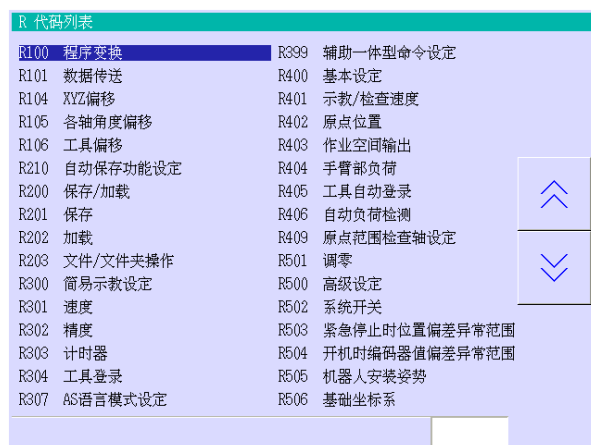 R 代码列表
R100 程序变换
R101 数据传送
R104 XYZ偏移
R105 各轴角度偏移
R106 工具偏移
R210 自动保存功能设定
R200 保存/加载
R201 保存
R202 加载
R203 文件/文件夹操作
R300 简易示教设定
R301 速度
R302 精度
R303 计时器
R304 工具登录
R307 AS语言模式设定
R399 辅助一体型命令设定
R400 基本设定
R401 示教/检查速度
R402 原点位置
R403 作业空间输出
R404 手臂部负荷
R405 工具自动登录
R406 自动负荷检测
R409 原点范围检查轴设定
R501 调零
R500 高级设定
R502 系统开关
R503 紧急停止时位置偏差异常范围
R504 开机时编码器值偏差异常范围
R505 机器人安装姿势
R506 基础坐标系